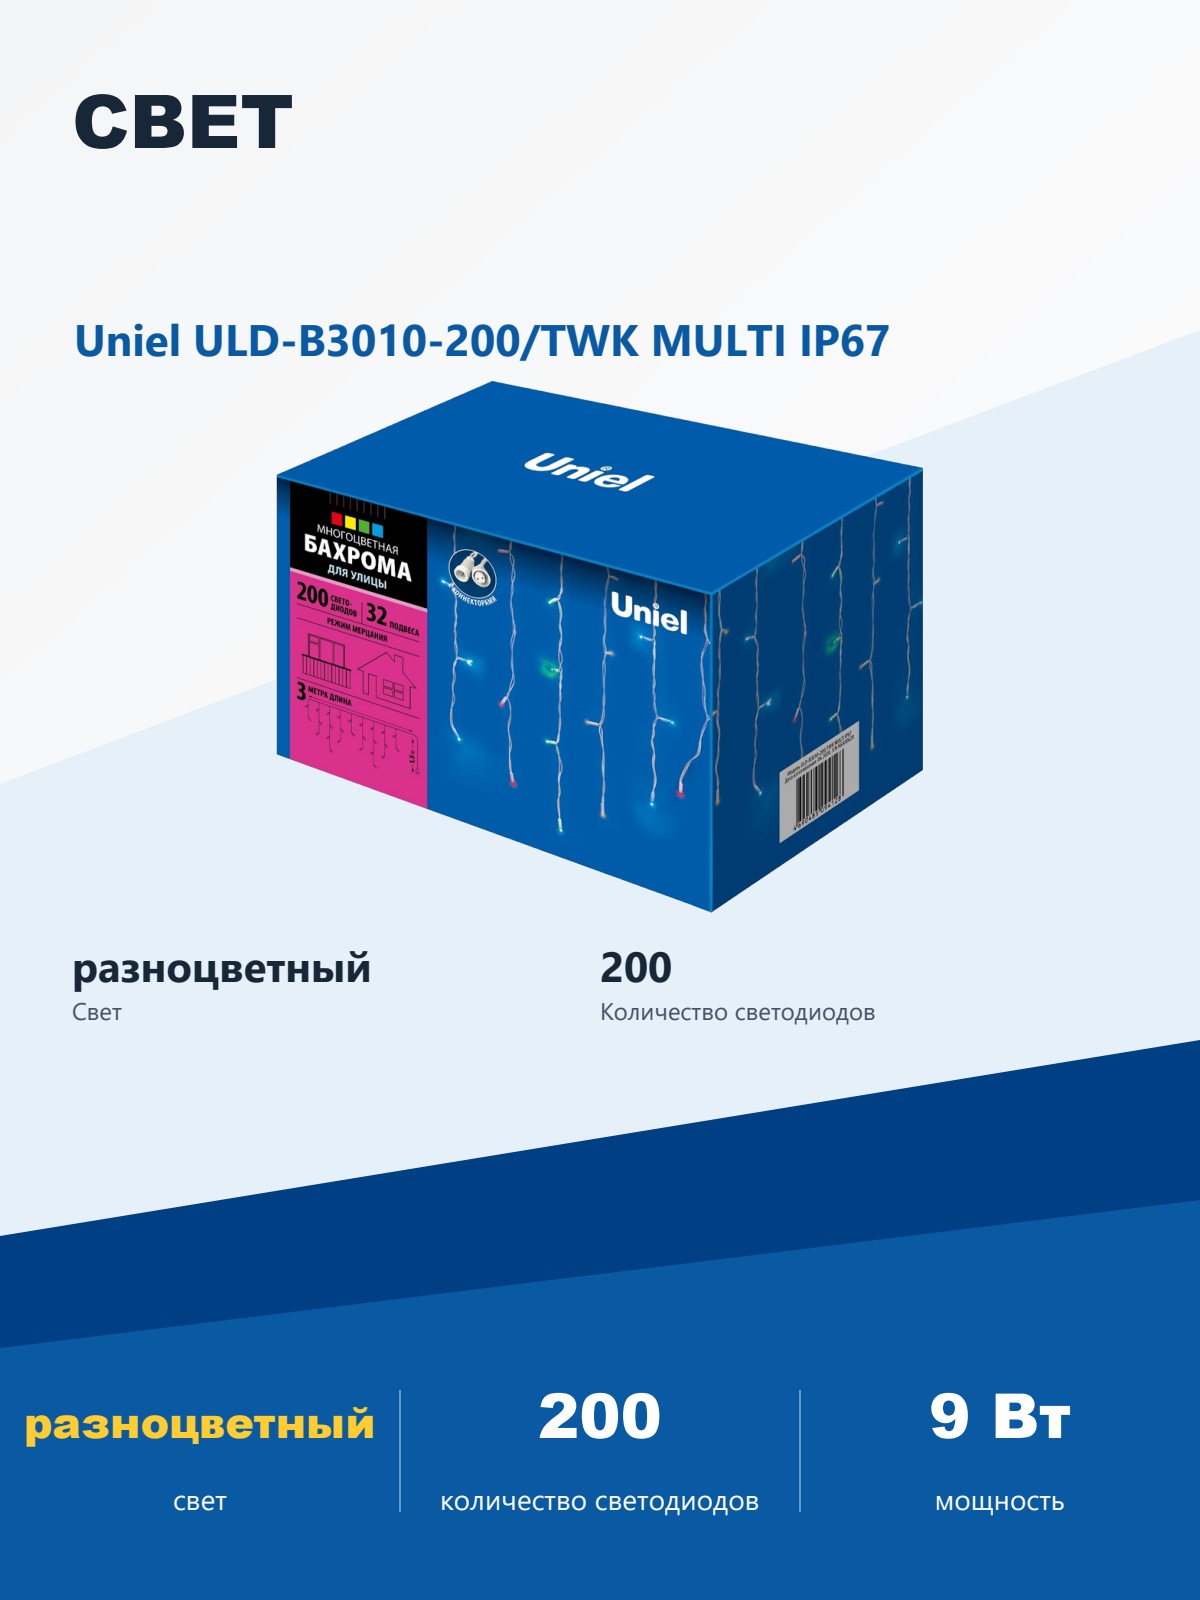 СВЕТ
Uniel ULD-B3010-200/TWK MULTI IP67
Uniel
МНОГОЦВЕТНАЯ
БАХРОМА
ДЛЯ УЛИЦЫ
200 СВЕТО-
ДИОДОВ
32 ПОДВЕСА
РЕЖИМ МЕРЦАНИЯ
3 МЕТРА ДЛИНА
Uniel
разноцветный
Свет
200
Количество светодиодов
разноцветный
свет
200
количество светодиодов
9 Вт
мощность